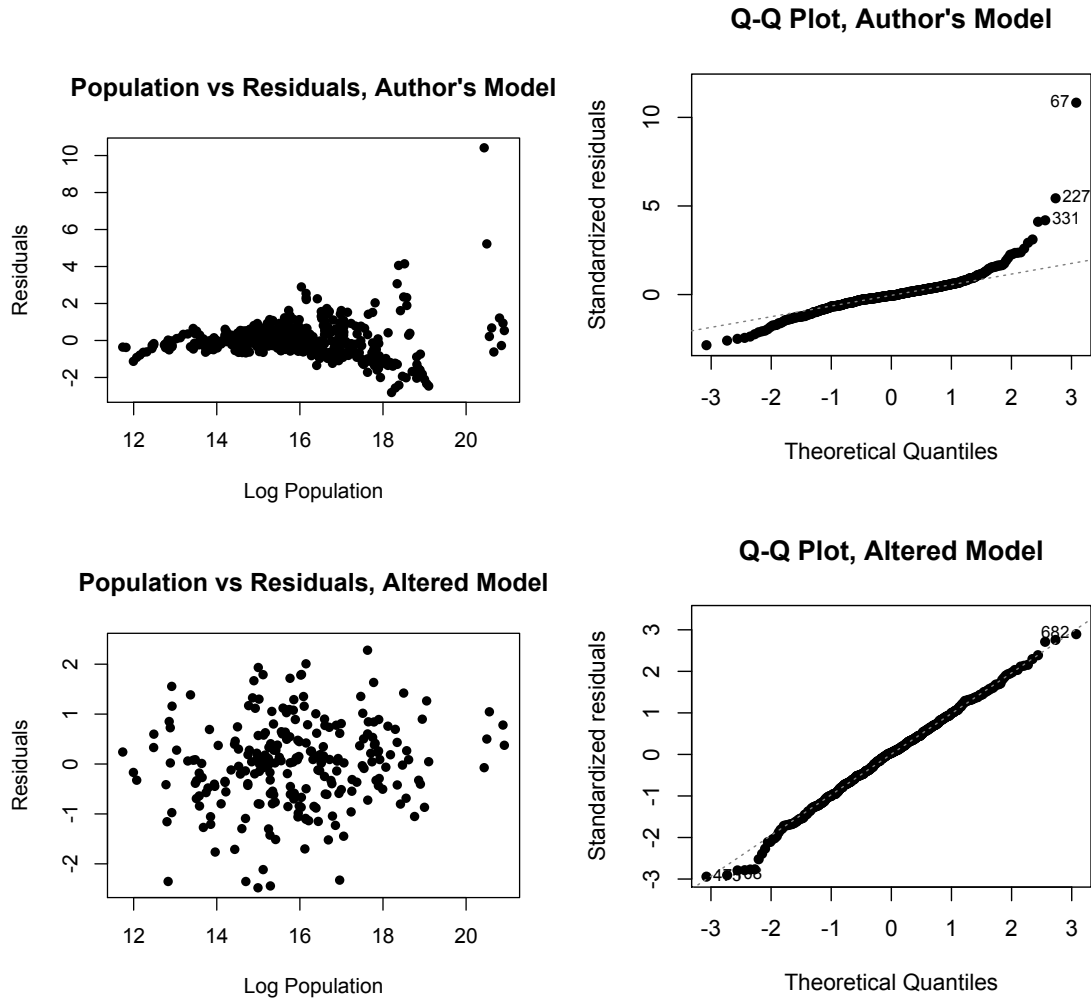 Population vs Residuals, Author's Model
Residuals
10
8
6
4
2
0
-2
12 14 16 18 20
Log Population
Q-Q Plot, Author's Model
Standardized residuals
10
5
0
67
227
331
-3 -2 -1 0 1 2 3
Theoretical Quantiles
Population vs Residuals, Altered Model
Residuals
2
1
0
-1
-2
12 14 16 18 20
Log Population
Q-Q Plot, Altered Model
Standardized residuals
3
2
1
0
-1
-2
-3
682
-3 -2 -1 0 1 2 3
Theoretical Quantiles